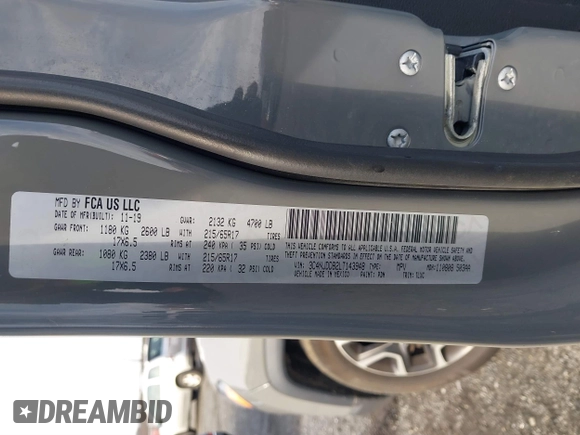 MFD BY FCA US LLC
DATE OF MFR(BUILT): 11-19 GVWR: 2132 KG 4700 LB
GAWR FRONT: 1180 KG 2600 LB WITH 215/65R17 TIRES
17X6.5 RIMS AT 240 KPA ( 35 PSI) COLD
GAWR REAR: 1080 KG 2380 LB WITH 215/65R17 TIRES
17X6.5 RIMS AT 220 KPA ( 32 PSI) COLD
THIS VEHICLE CONFORMS TO ALL APPLICABLE U.S.A. FEDERAL MOTOR VEHICLE SAFETY AND
THEFT PREVENTION STANDARDS IN EFFECT ON THE DATE OF MANUFACTURE SHOWN ABOVE.
VIN: TYPE: MPV
VEHICLE MADE IN MEXICO PAINT: PDN TRIM:
DREAMBID